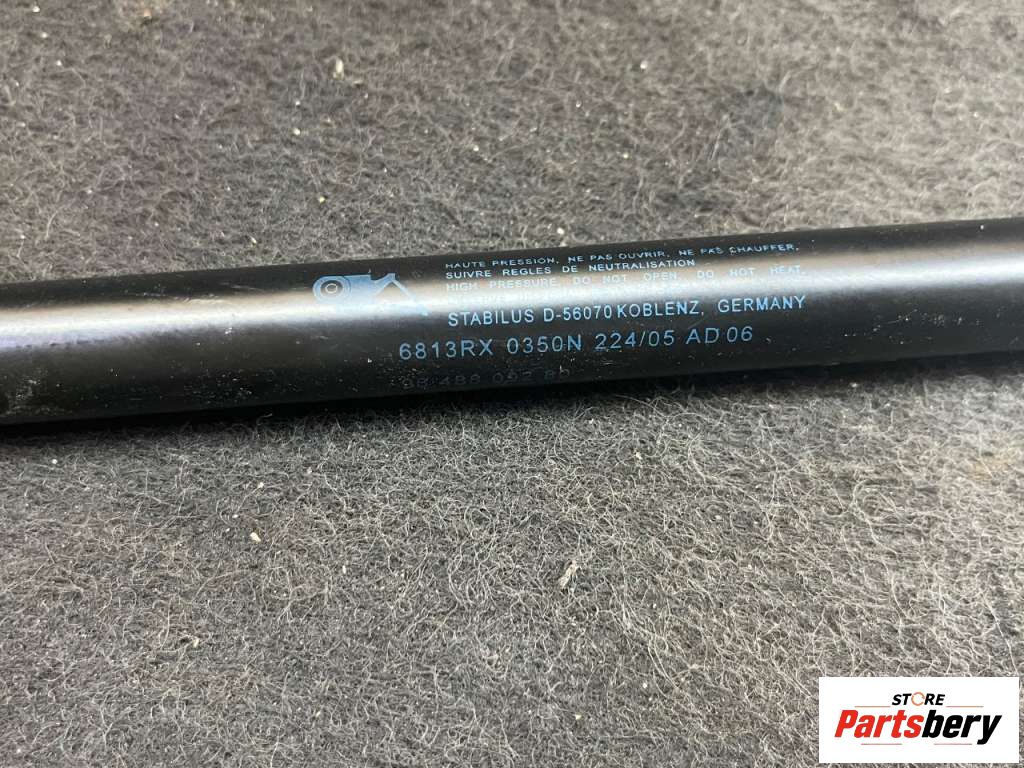 HAUTE PRESSION, NE PAS OUVRIR, NE PAS CHAUFFER,
SUIVRE REGLES DE NEUTRALISATION
HIGH PRESSURE, DO NOT OPEN, DO NOT HEAT,
STABILUS D-56070 KOBLENZ, GERMANY
6813RX 0350N 224/05 AD 06
STORE
Partsbery